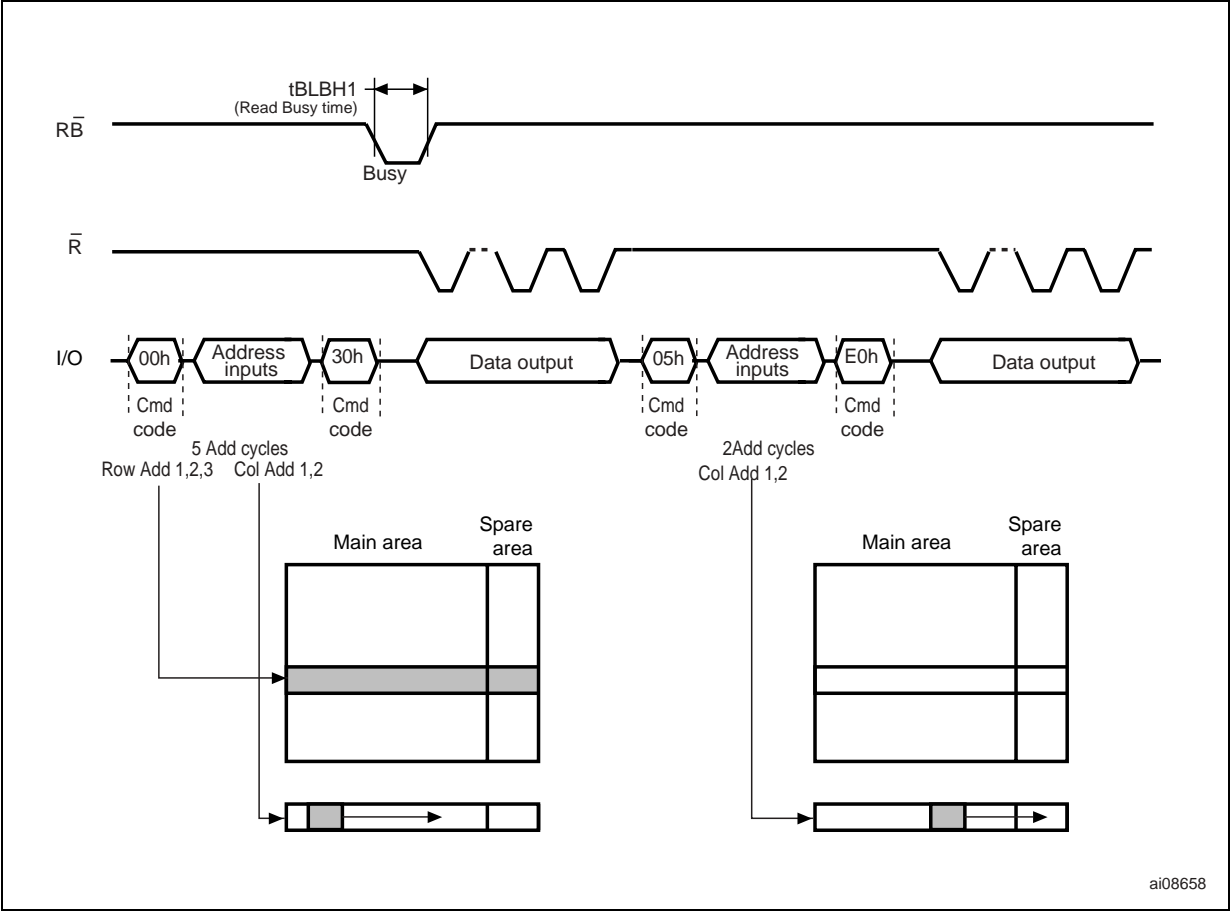 tBLBH1
(Read Busy time)
RB̅
Busy
R̅
I/O
00h
Address
inputs
30h
Data output
05h
Address
inputs
E0h
Data output
Cmd
code
Cmd
code
Cmd
code
Cmd
code
5 Add cycles
Row Add 1,2,3
Col Add 1,2
2Add cycles
Col Add 1,2
Main area
Spare
area
Main area
Spare
area
ai08658